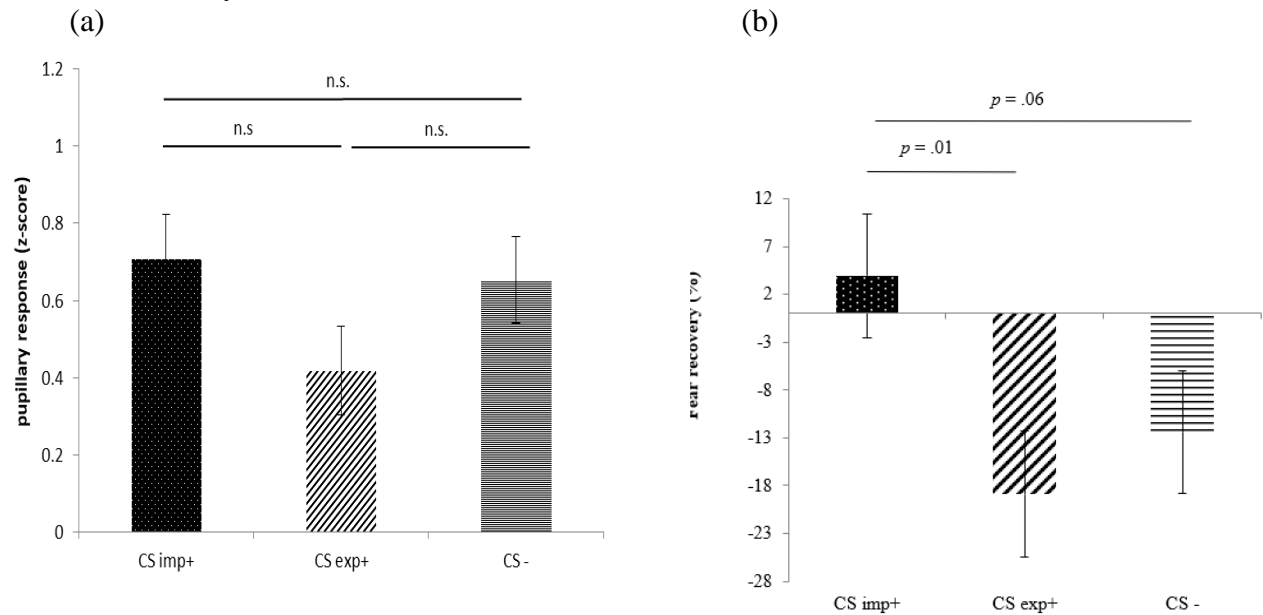 (a)
n.s.
n.s
n.s.
pupillary response (z-score)
1.2
1
0.8
0.6
0.4
0.2
0
CS imp+ CS exp+ CS -
(b)
p = .06
p = .01
recovery (%)
12
7
2
-3
-8
-13
-18
-23
-28
CS imp+ CS exp+ CS -